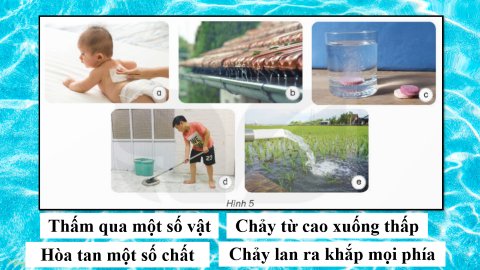 a
b
c
d
e
Hình 5
Thấm qua một số vật
Chảy từ cao xuống thấp
Hòa tan một số chất
Chảy lan ra khắp mọi phía